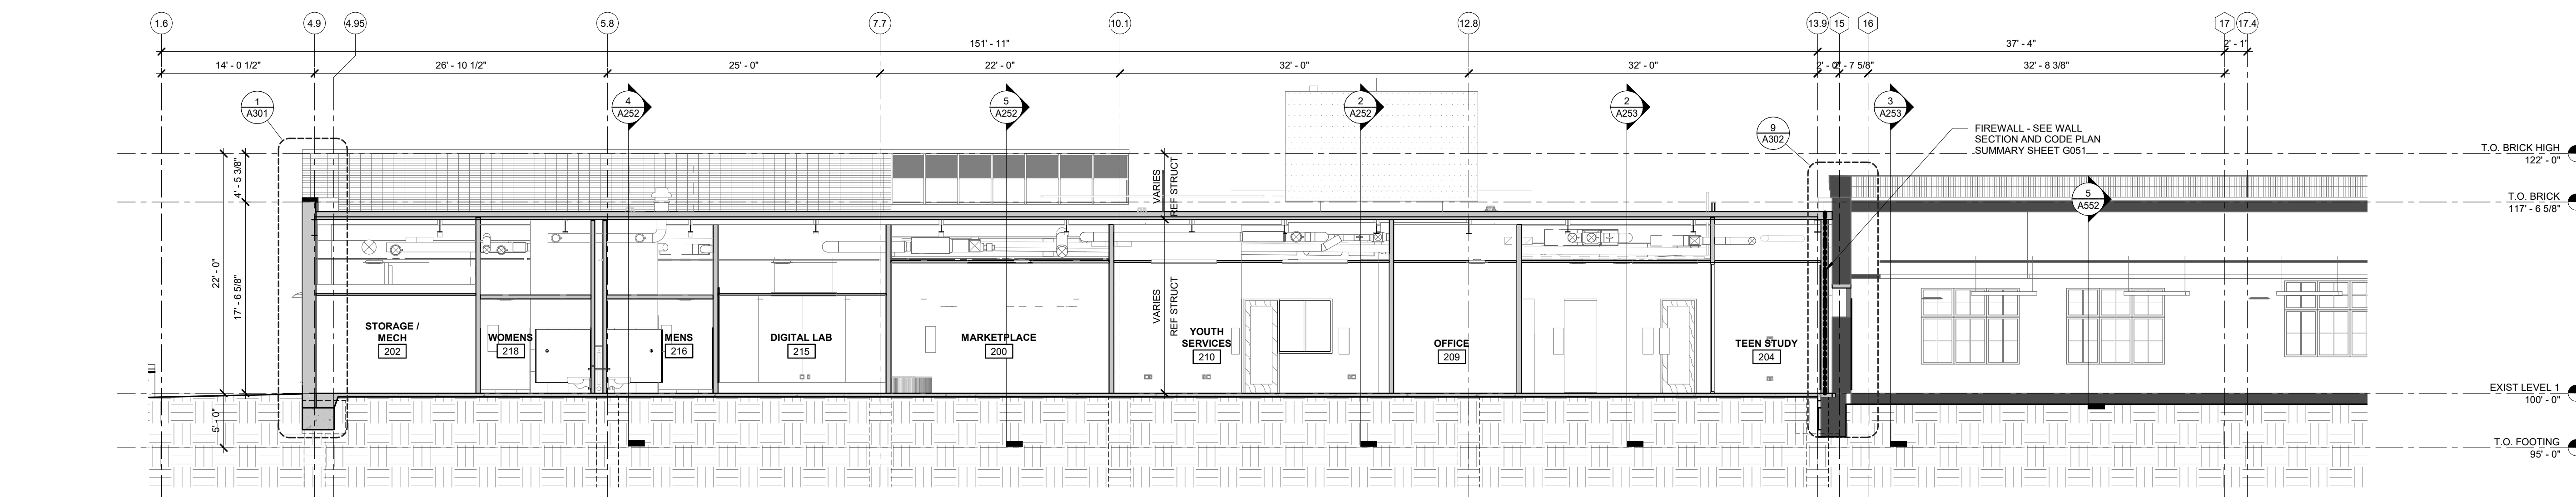 1.6
4.9
4.95
5.8
7.7
10.1
12.8
13.9
15
16
17
17.4
151' - 11"
37' - 4"
2' - 1"
14' - 0 1/2"
26' - 10 1/2"
25' - 0"
22' - 0"
32' - 0"
32' - 0"
2' - 7 5/8"
32' - 8 3/8"
1
A301
4
A252
5
A252
2
A252
2
A253
3
A253
9
A302
5
A552
FIREWALL - SEE WALL
SECTION AND CODE PLAN
SUMMARY SHEET G051
T.O. BRICK HIGH
122' - 0"
T.O. BRICK
117' - 6 5/8"
EXIST LEVEL 1
100' - 0"
T.O. FOOTING
95' - 0"
4' - 5 3/8"
22' - 0"
17' - 6 5/8"
5' - 0"
VARIES
REF STRUCT
VARIES
REF STRUCT
STORAGE /
MECH
202
WOMENS
218
MENS
216
DIGITAL LAB
215
MARKETPLACE
200
YOUTH
SERVICES
210
OFFICE
209
TEEN STUDY
204